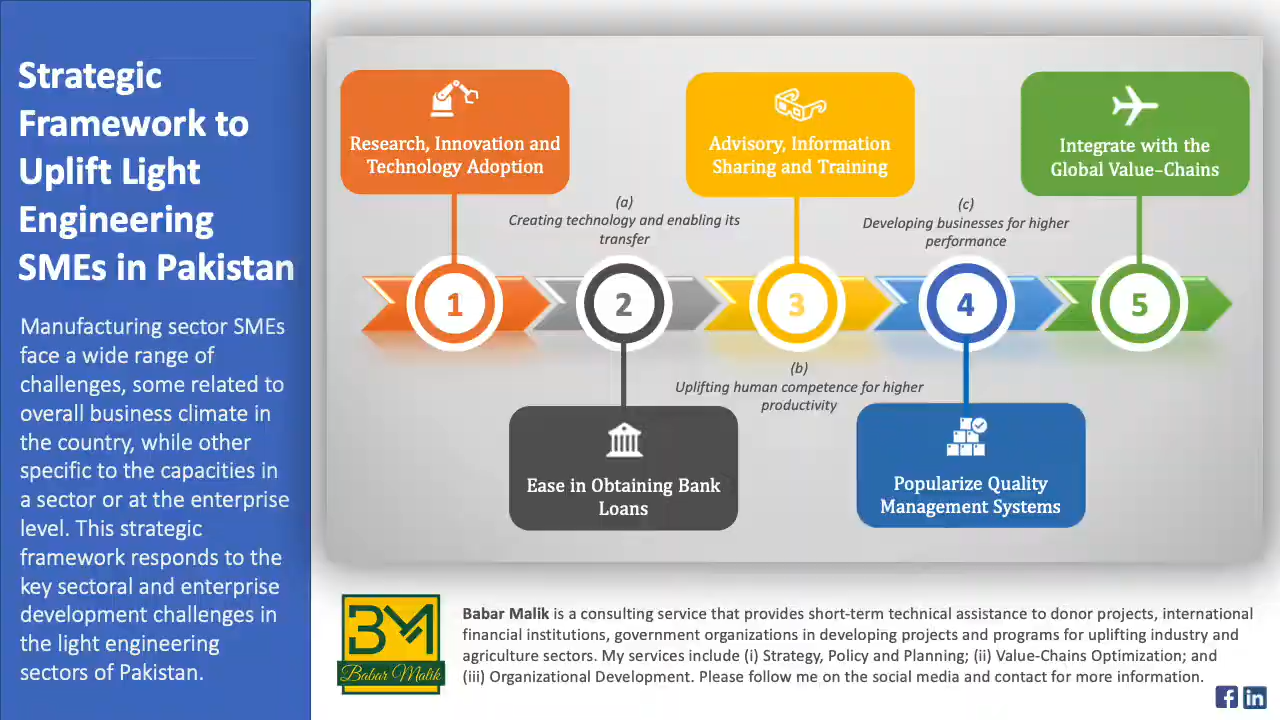 Strategic
Framework to
Uplift Light
Engineering
SMEs in Pakistan
Manufacturing sector SMEs
face a wide range of
challenges, some related to
overall business climate in
the country, while other
specific to the capacities in
a sector or at the enterprise
level. This strategic
framework responds to the
key sectoral and enterprise
development challenges in
the light engineering
sectors of Pakistan.
Research, Innovation and
Technology Adoption
Advisory, Information
Sharing and Training
Integrate with the
Global Value-Chains
(a)
Creating technology and enabling its
transfer
(c)
Developing businesses for higher
performance
1
2
3
4
5
(b)
Uplifting human competence for higher
productivity
Ease in Obtaining Bank
Loans
Popularize Quality
Management Systems
BM
Babar Malik
Babar Malik is a consulting service that provides short-term technical assistance to donor projects, international
financial institutions, government organizations in developing projects and programs for uplifting industry and
agriculture sectors. My services include (i) Strategy, Policy and Planning; (ii) Value-Chains Optimization; and
(iii) Organizational Development. Please follow me on the social media and contact for more information.
f in